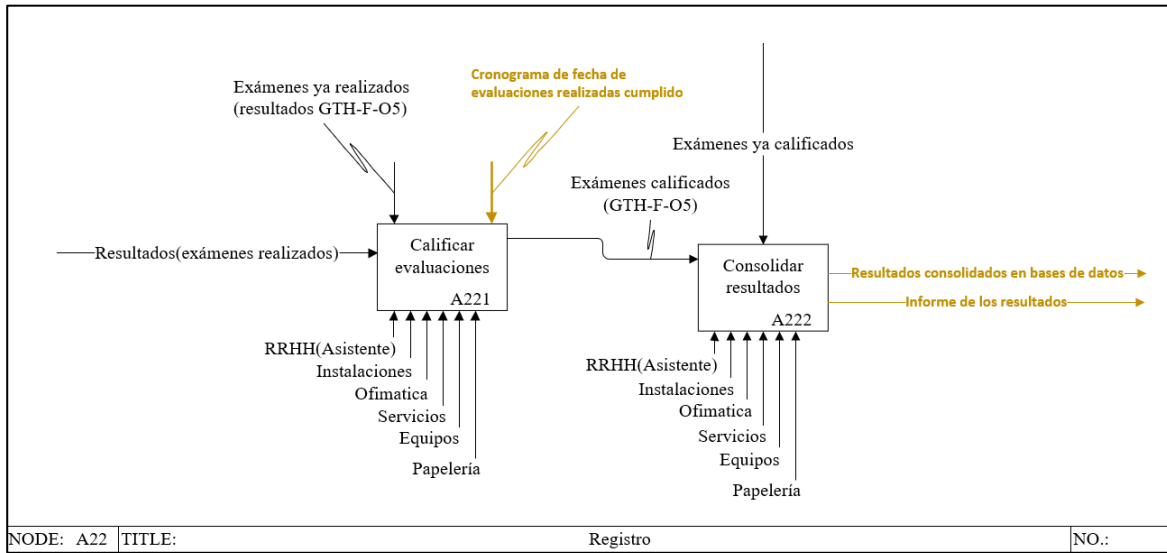 Exámenes ya realizados
(resultados GTH-F-O5)
Cronograma de fecha de
evaluaciones realizadas cumplido
Exámenes ya calificados
Exámenes calificados
(GTH-F-O5)
Resultados(exámenes realizados)
Calificar
evaluaciones
A221
Consolidar
resultados
A222
Resultados consolidados en bases de datos
Informe de los resultados
RRHH(Asistente)
Instalaciones
Ofimatica
Servicios
Equipos
Papelería
RRHH(Asistente)
Instalaciones
Ofimatica
Servicios
Equipos
Papelería
NODE: A22 TITLE: Registro NO.: